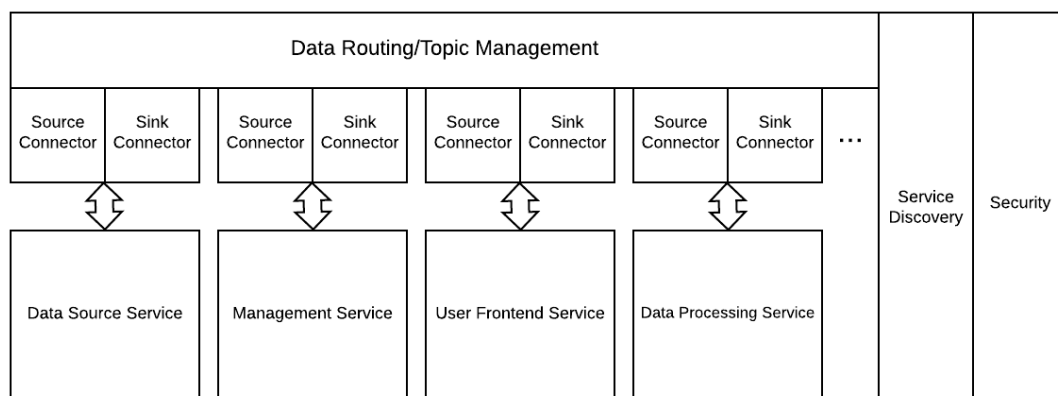 Data Routing/Topic Management
Source
Connector
Sink
Connector
Source
Connector
Sink
Connector
Source
Connector
Sink
Connector
Source
Connector
Sink
Connector
...
Service
Discovery
Security
Data Source Service
Management Service
User Frontend Service
Data Processing Service